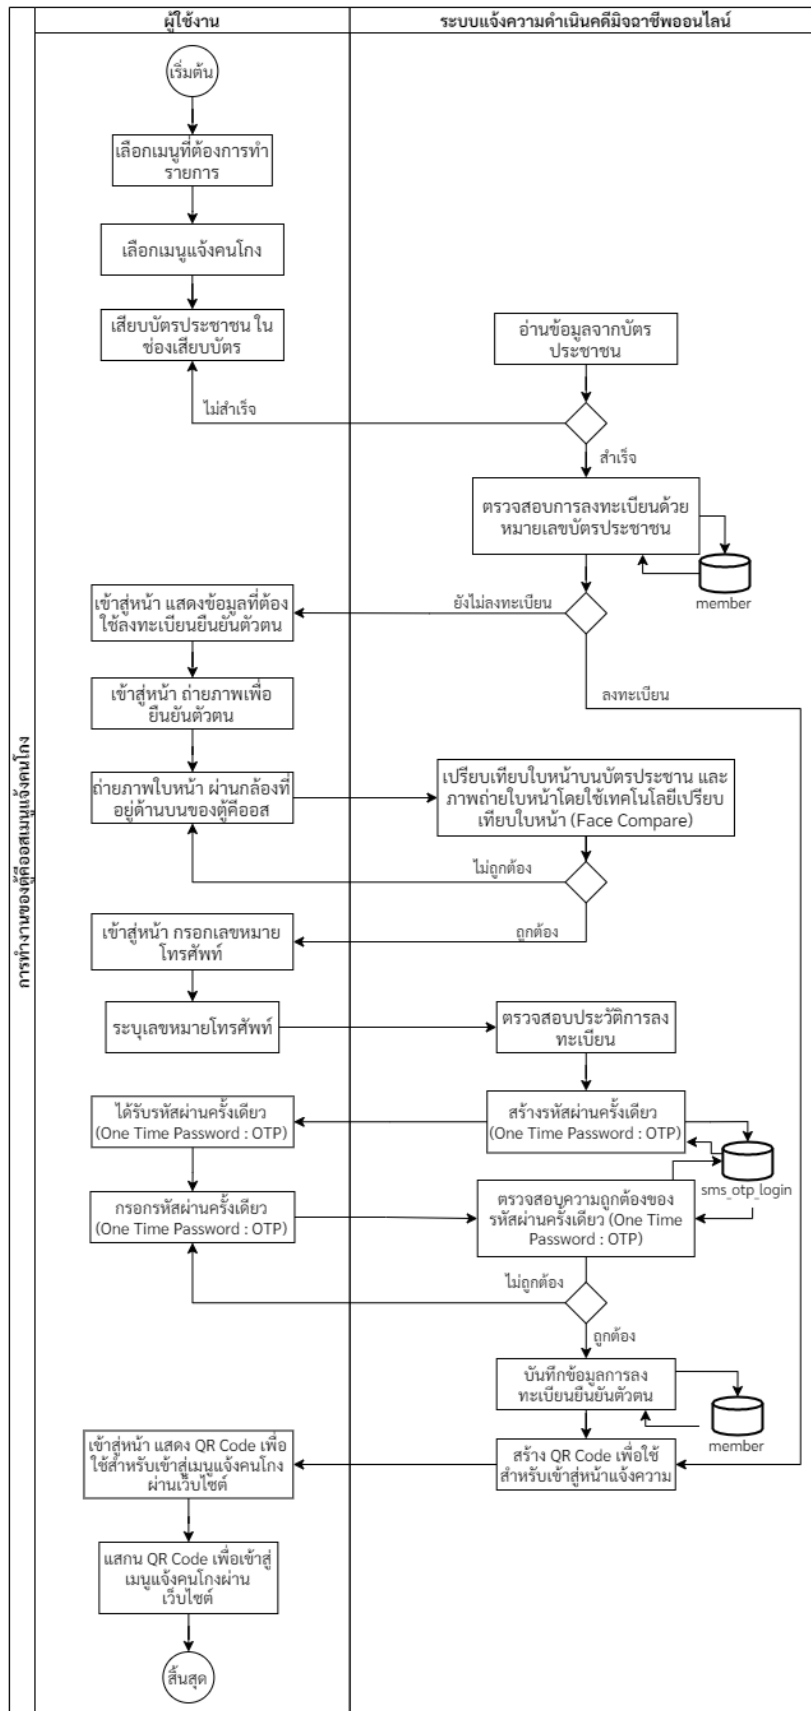 ผู้ใช้งาน
ระบบแจ้งความดำเนินคดีมิจฉาชีพออนไลน์
การทำงานของตู้คีออสเมนูแจ้งคนโกง
เริ่มต้น
เลือกเมนูที่ต้องการทำ
รายการ
เลือกเมนูแจ้งคนโกง
เสียบบัตรประชาชน ใน
ช่องเสียบบัตร
อ่านข้อมูลจากบัตร
ประชาชน
ไม่สำเร็จ
สำเร็จ
ตรวจสอบการลงทะเบียนด้วย
หมายเลขบัตรประชาชน
member
ยังไม่ลงทะเบียน
เข้าสู่หน้า แสดงข้อมูลที่ต้อง
ใช้ลงทะเบียนยืนยันตัวตน
ลงทะเบียน
เข้าสู่หน้า ถ่ายภาพเพื่อ
ยืนยันตัวตน
ถ่ายภาพใบหน้า ผ่านกล้องที่
อยู่ด้านบนของตู้คีออส
เปรียบเทียบใบหน้าบนบัตรประชาน และ
ภาพถ่ายใบหน้าโดยใช้เทคโนโลยีเปรียบ
เทียบใบหน้า (Face Compare)
ไม่ถูกต้อง
ถูกต้อง
เข้าสู่หน้า กรอกเลขหมาย
โทรศัพท์
ระบุเลขหมายโทรศัพท์
ตรวจสอบประวัติการลง
ทะเบียน
ได้รับรหัสผ่านครั้งเดียว
(One Time Password : OTP)
สร้างรหัสผ่านครั้งเดียว
(One Time Password : OTP)
sms_otp_login
กรอกรหัสผ่านครั้งเดียว
(One Time Password : OTP)
ตรวจสอบความถูกต้องของ
รหัสผ่านครั้งเดียว (One Time
Password : OTP)
ไม่ถูกต้อง
ถูกต้อง
บันทึกข้อมูลการลง
ทะเบียนยืนยันตัวตน
member
เข้าสู่หน้า แสดง QR Code เพื่อ
ใช้สำหรับเข้าสู่เมนูแจ้งคนโกง
ผ่านเว็บไซต์
สร้าง QR Code เพื่อใช้
สำหรับเข้าสู่หน้าแจ้งความ
แสกน QR Code เพื่อเข้าสู่
เมนูแจ้งคนโกงผ่าน
เว็บไซต์
สิ้นสุด